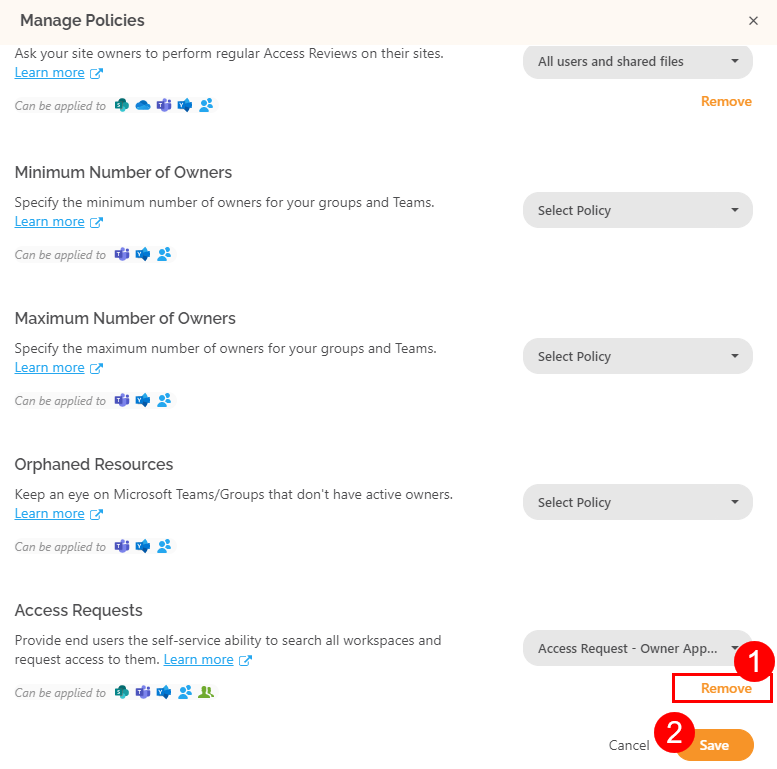 Manage Policies
Ask your site owners to perform regular Access Reviews on their sites.
Learn more
All users and shared files
Can be applied to
Remove
Minimum Number of Owners
Specify the minimum number of owners for your groups and Teams.
Learn more
Select Policy
Can be applied to
Maximum Number of Owners
Specify the maximum number of owners for your groups and Teams.
Learn more
Select Policy
Can be applied to
Orphaned Resources
Keep an eye on Microsoft Teams/Groups that don't have active owners.
Learn more
Select Policy
Can be applied to
Access Requests
Provide end users the self-service ability to search all workspaces and
request access to them. Learn more
Access Request - Owner App...
1
Can be applied to
Remove
Cancel
2
Save